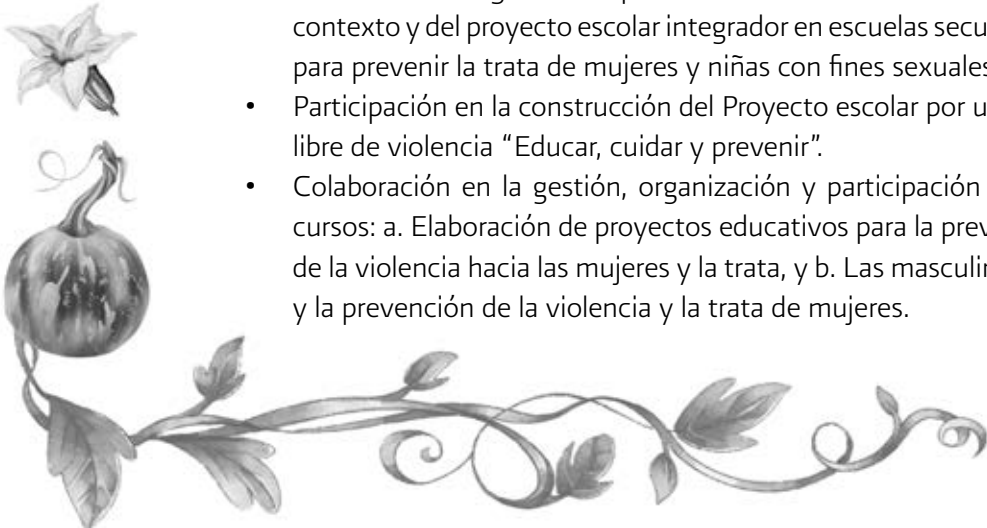 contexto y del proyecto escolar integrador en escuelas
para prevenir la trata de mujeres y niñas con fines sexuales
• Participación en la construcción del Proyecto escolar por
libre de violencia “Educar, cuidar y prevenir”.
• Colaboración en la gestión, organización y participación
cursos: a. Elaboración de proyectos educativos para la
de la violencia hacia las mujeres y la trata, y b. Las
y la prevención de la violencia y la trata de mujeres.